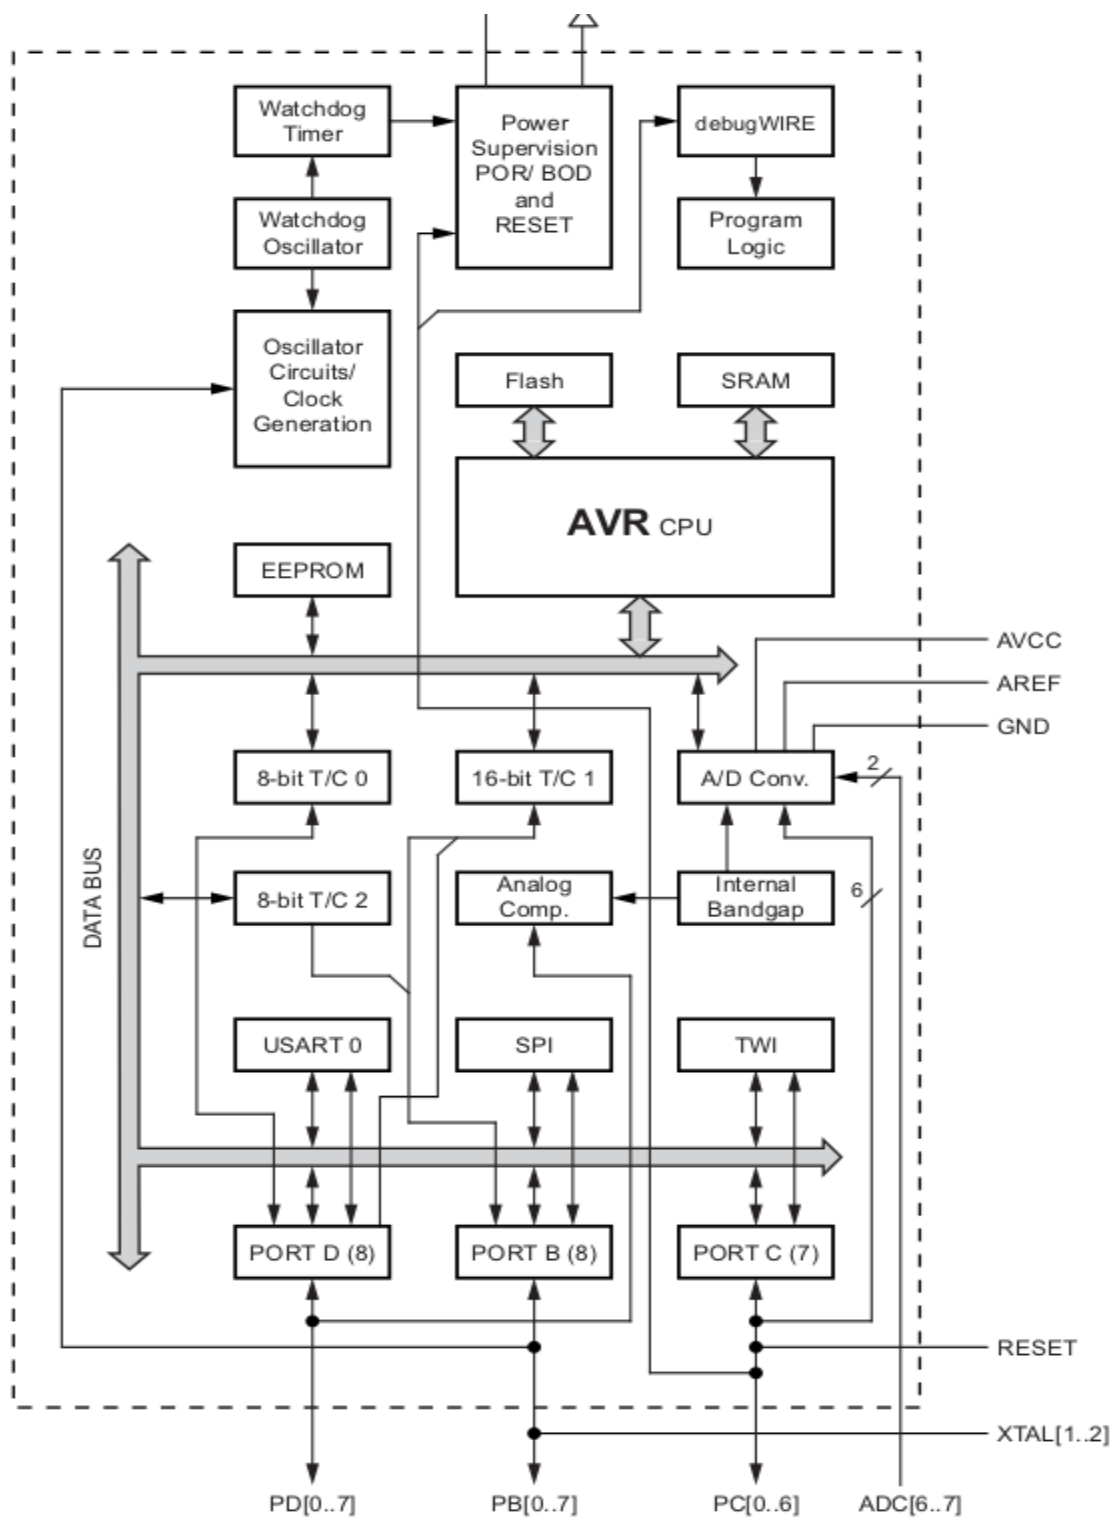 Watchdog
Timer
Power
Supervision
POR/ BOD
and
RESET
debugWIRE
Watchdog
Oscillator
Program
Logic
Oscillator
Circuits/
Clock
Generation
Flash
SRAM
AVR CPU
EEPROM
AVCC
AREF
GND
8-bit T/C 0
16-bit T/C 1
A/D Conv.
2
DATA BUS
8-bit T/C 2
Analog
Comp.
Internal
Bandgap
6
USART 0
SPI
TWI
PORT D (8)
PORT B (8)
PORT C (7)
RESET
XTAL[1..2]
PD[0..7]
PB[0..7]
PC[0..6]
ADC[6..7]